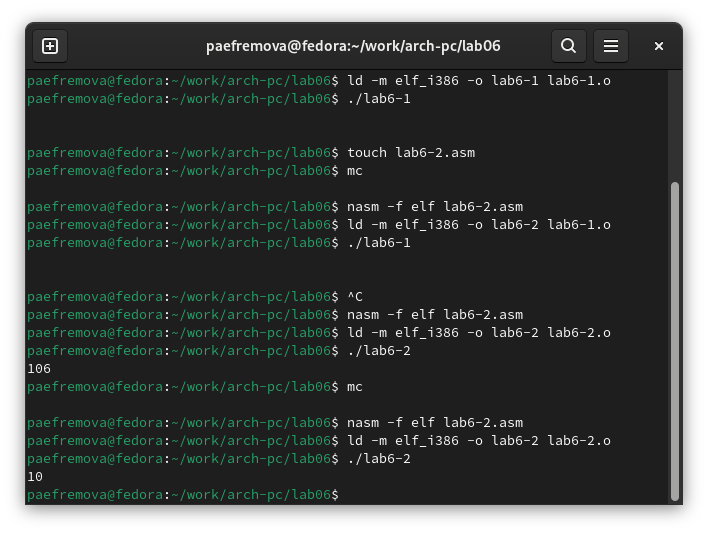 paefremova@fedora:~/work/arch-pc/lab06
paefremova@fedora:~/work/arch-pc/lab06$ ld -m elf_i386 -o lab6-1 lab6-1.o
paefremova@fedora:~/work/arch-pc/lab06$ ./lab6-1
paefremova@fedora:~/work/arch-pc/lab06$ touch lab6-2.asm
paefremova@fedora:~/work/arch-pc/lab06$ mc
paefremova@fedora:~/work/arch-pc/lab06$ nasm -f elf lab6-2.asm
paefremova@fedora:~/work/arch-pc/lab06$ ld -m elf_i386 -o lab6-2 lab6-1.o
paefremova@fedora:~/work/arch-pc/lab06$ ./lab6-1
paefremova@fedora:~/work/arch-pc/lab06$ ^C
paefremova@fedora:~/work/arch-pc/lab06$ nasm -f elf lab6-2.asm
paefremova@fedora:~/work/arch-pc/lab06$ ld -m elf_i386 -o lab6-2 lab6-2.o
paefremova@fedora:~/work/arch-pc/lab06$ ./lab6-2
106
paefremova@fedora:~/work/arch-pc/lab06$ mc
paefremova@fedora:~/work/arch-pc/lab06$ nasm -f elf lab6-2.asm
paefremova@fedora:~/work/arch-pc/lab06$ ld -m elf_i386 -o lab6-2 lab6-2.o
paefremova@fedora:~/work/arch-pc/lab06$ ./lab6-2
10
paefremova@fedora:~/work/arch-pc/lab06$